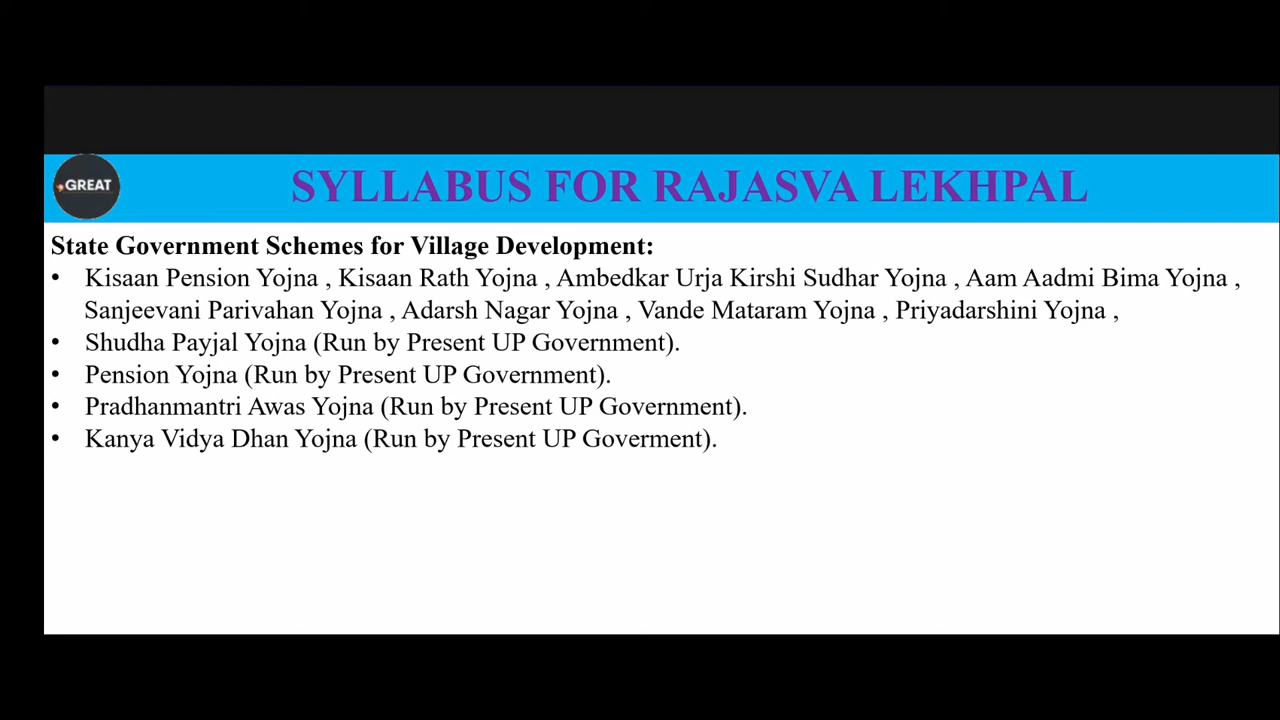 GREAT
SYLLABUS FOR RAJASVA LEKHPAL
State Government Schemes for Village Development:
• Kisaan Pension Yojna , Kisaan Rath Yojna , Ambedkar Urja Kirshi Sudhar Yojna , Aam Aadmi Bima Yojna ,
Sanjeevani Parivahan Yojna , Adarsh Nagar Yojna , Vande Mataram Yojna , Priyadarshini Yojna ,
• Shudha Payjal Yojna (Run by Present UP Government).
• Pension Yojna (Run by Present UP Government).
• Pradhanmantri Awas Yojna (Run by Present UP Government).
• Kanya Vidya Dhan Yojna (Run by Present UP Goverment).